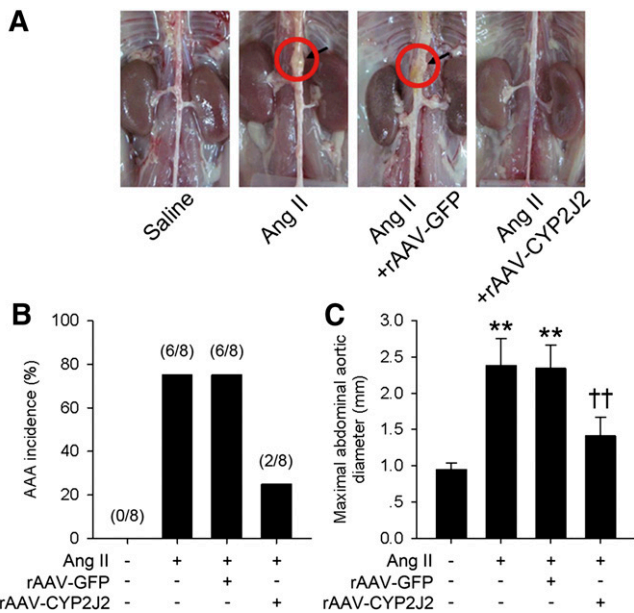 A
Saline
Ang II
Ang II
+rAAV-GFP
Ang II
+rAAV-CYP2J2
B
AAA incidence (%)
100
80
60
40
20
0
(0/8)
(6/8)
(6/8)
(2/8)
Ang II - + + +
rAAV-GFP - - + -
rAAV-CYP2J2 - - - +
C
Maximal abdominal aortic
diameter (mm)
3.0
2.5
2.0
1.5
1.0
.5
0
**
**
††
Ang II - + + +
rAAV-GFP - - + -
rAAV-CYP2J2 - - - +